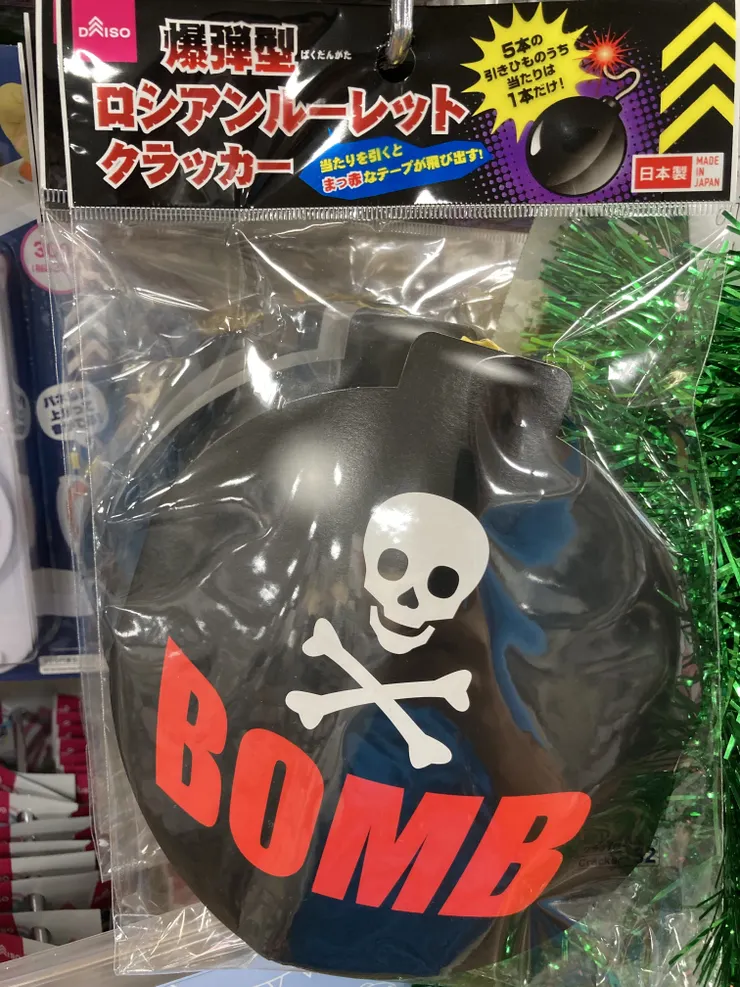 DAISO
爆弾型
ばくだんがた
ロシアンルーレット
クラッカー
当たりを引くと
まっ赤なテープが飛び出す!
5本の
引きひものうち
当たりは
1本だけ!
日本製
MADE
IN
JAPAN
30
BOMB
Cracker
32